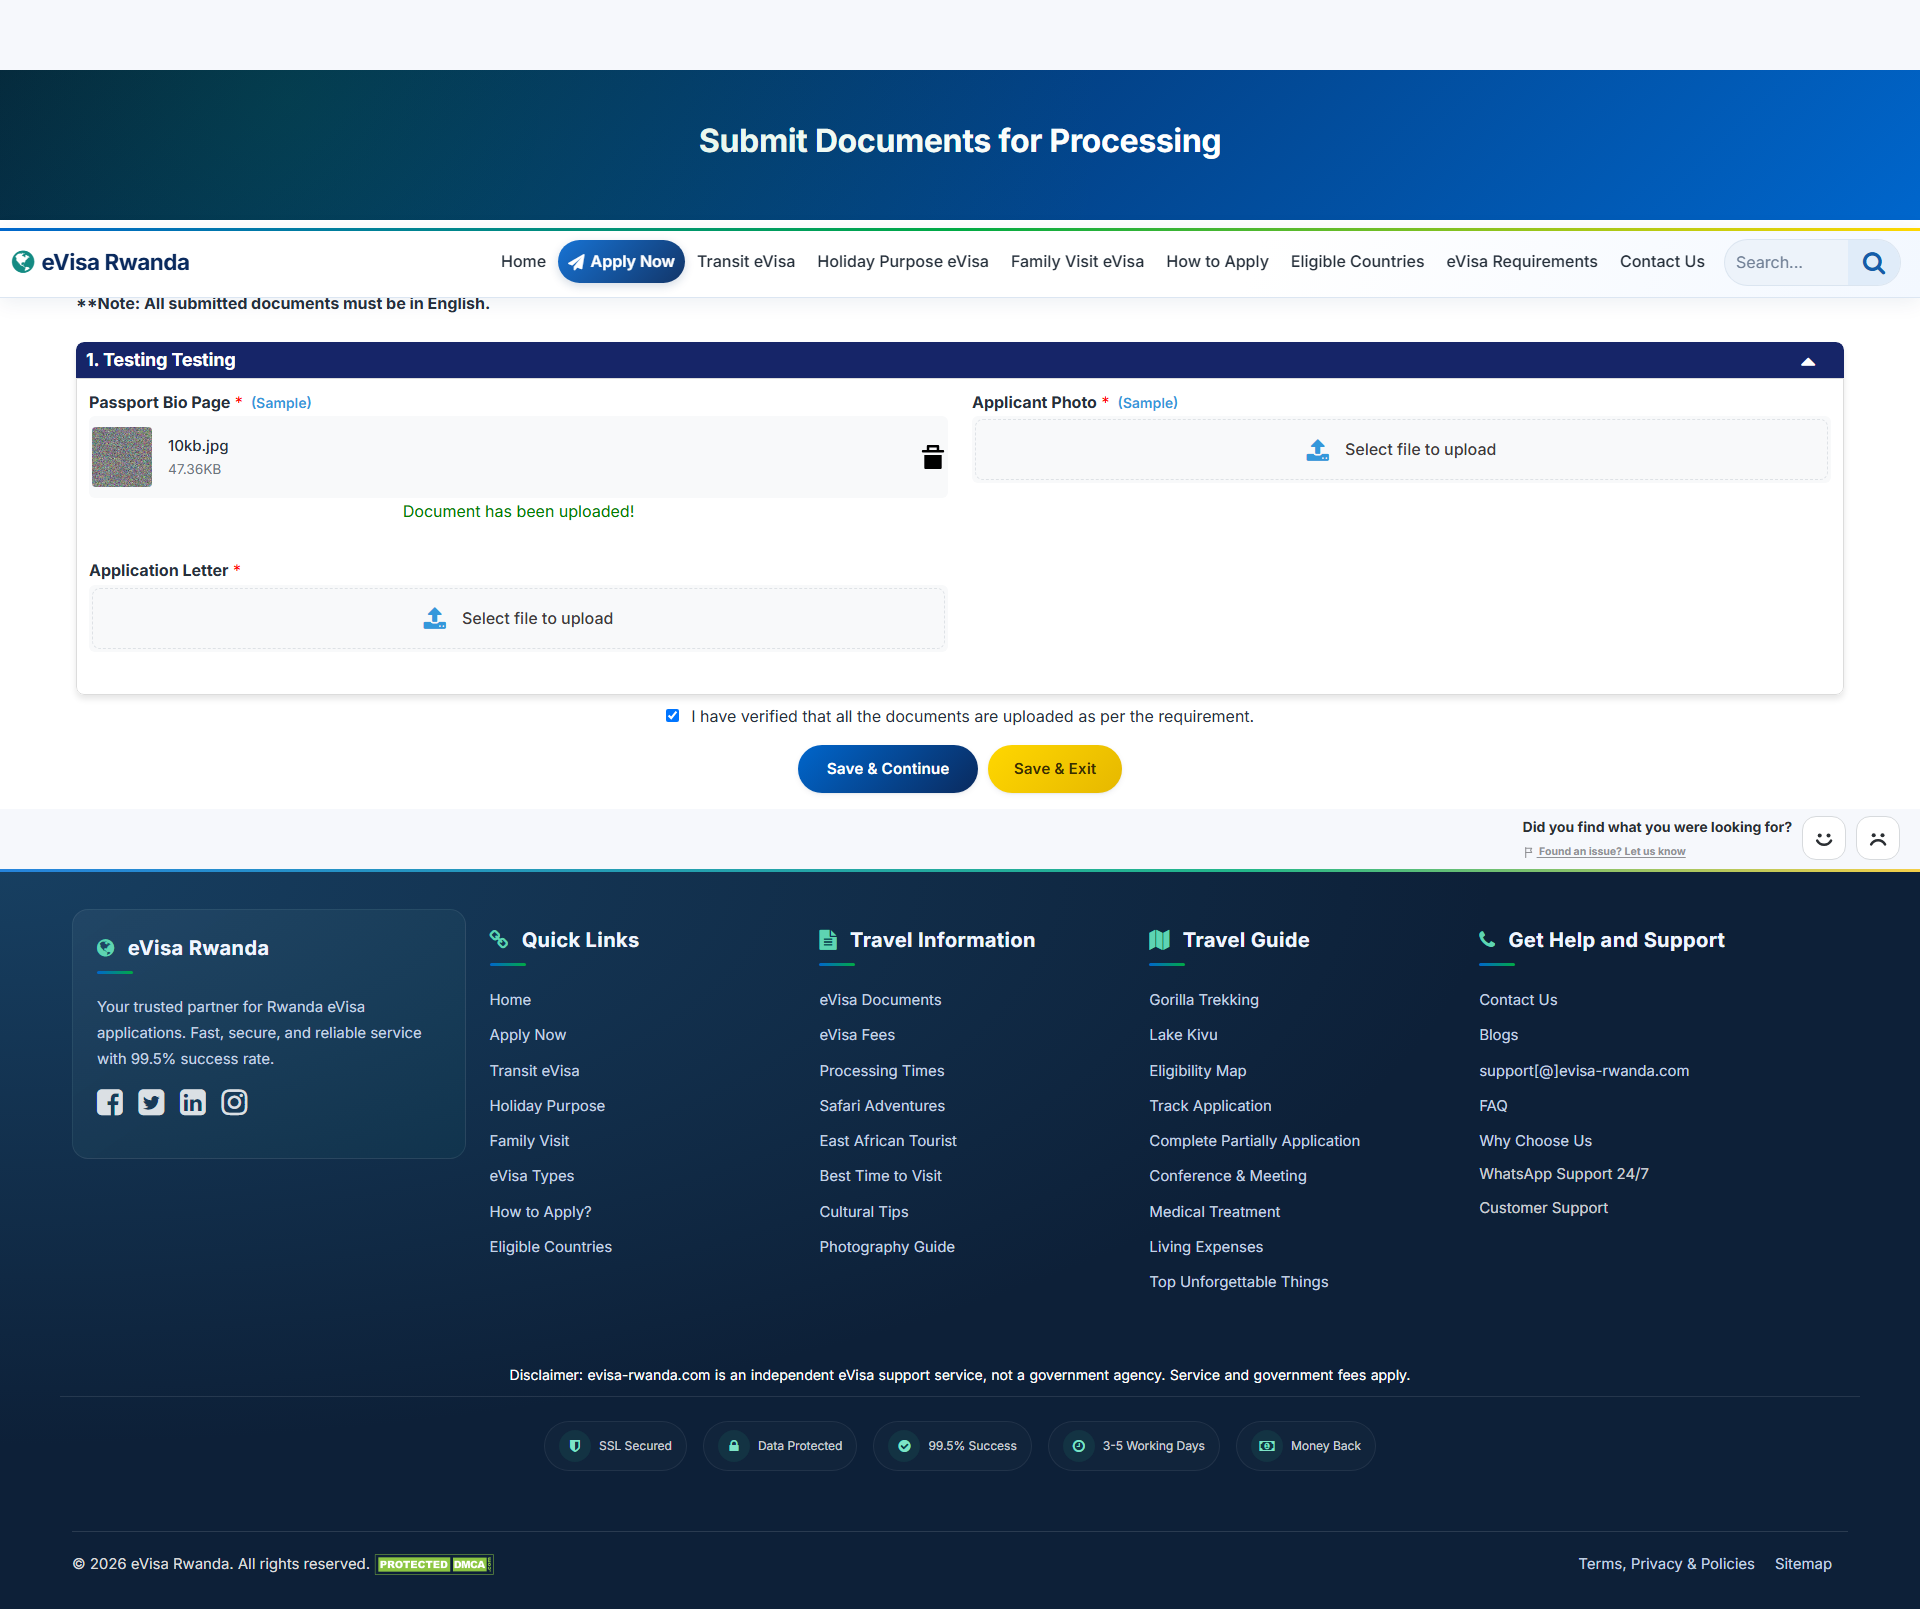 Submit Documents for Processing
eVisa Rwanda
Home
Apply Now
Transit eVisa
Holiday Purpose eVisa
Family Visit eVisa
How to Apply
Eligible Countries
eVisa Requirements
Contact Us
Search...
**Note: All submitted documents must be in English.
1. Testing Testing
Passport Bio Page * (Sample)
10kb.jpg
47.36KB
Document has been uploaded!
Applicant Photo * (Sample)
Select file to upload
Application Letter *
Select file to upload
I have verified that all the documents are uploaded as per the requirement.
Save & Continue
Save & Exit
Did you find what you were looking for?
Found an issue? Let us know
eVisa Rwanda
Your trusted partner for Rwanda eVisa
applications. Fast, secure, and reliable service
with 99.5% success rate.
Quick Links
Home
Apply Now
Transit eVisa
Holiday Purpose
Family Visit
eVisa Types
How to Apply?
Eligible Countries
Travel Information
eVisa Documents
eVisa Fees
Processing Times
Safari Adventures
East African Tourist
Best Time to Visit
Cultural Tips
Photography Guide
Travel Guide
Gorilla Trekking
Lake Kivu
Eligibility Map
Track Application
Complete Partially Application
Conference & Meeting
Medical Treatment
Living Expenses
Top Unforgettable Things
Get Help and Support
Contact Us
Blogs
support[@]evisa-rwanda.com
FAQ
Why Choose Us
WhatsApp Support 24/7
Customer Support
Disclaimer: evisa-rwanda.com is an independent eVisa support service, not a government agency. Service and government fees apply.
SSL Secured
Data Protected
99.5% Success
3-5 Working Days
Money Back
© 2026 eVisa Rwanda. All rights reserved.
PROTECTED DMCA
Terms, Privacy & Policies
Sitemap